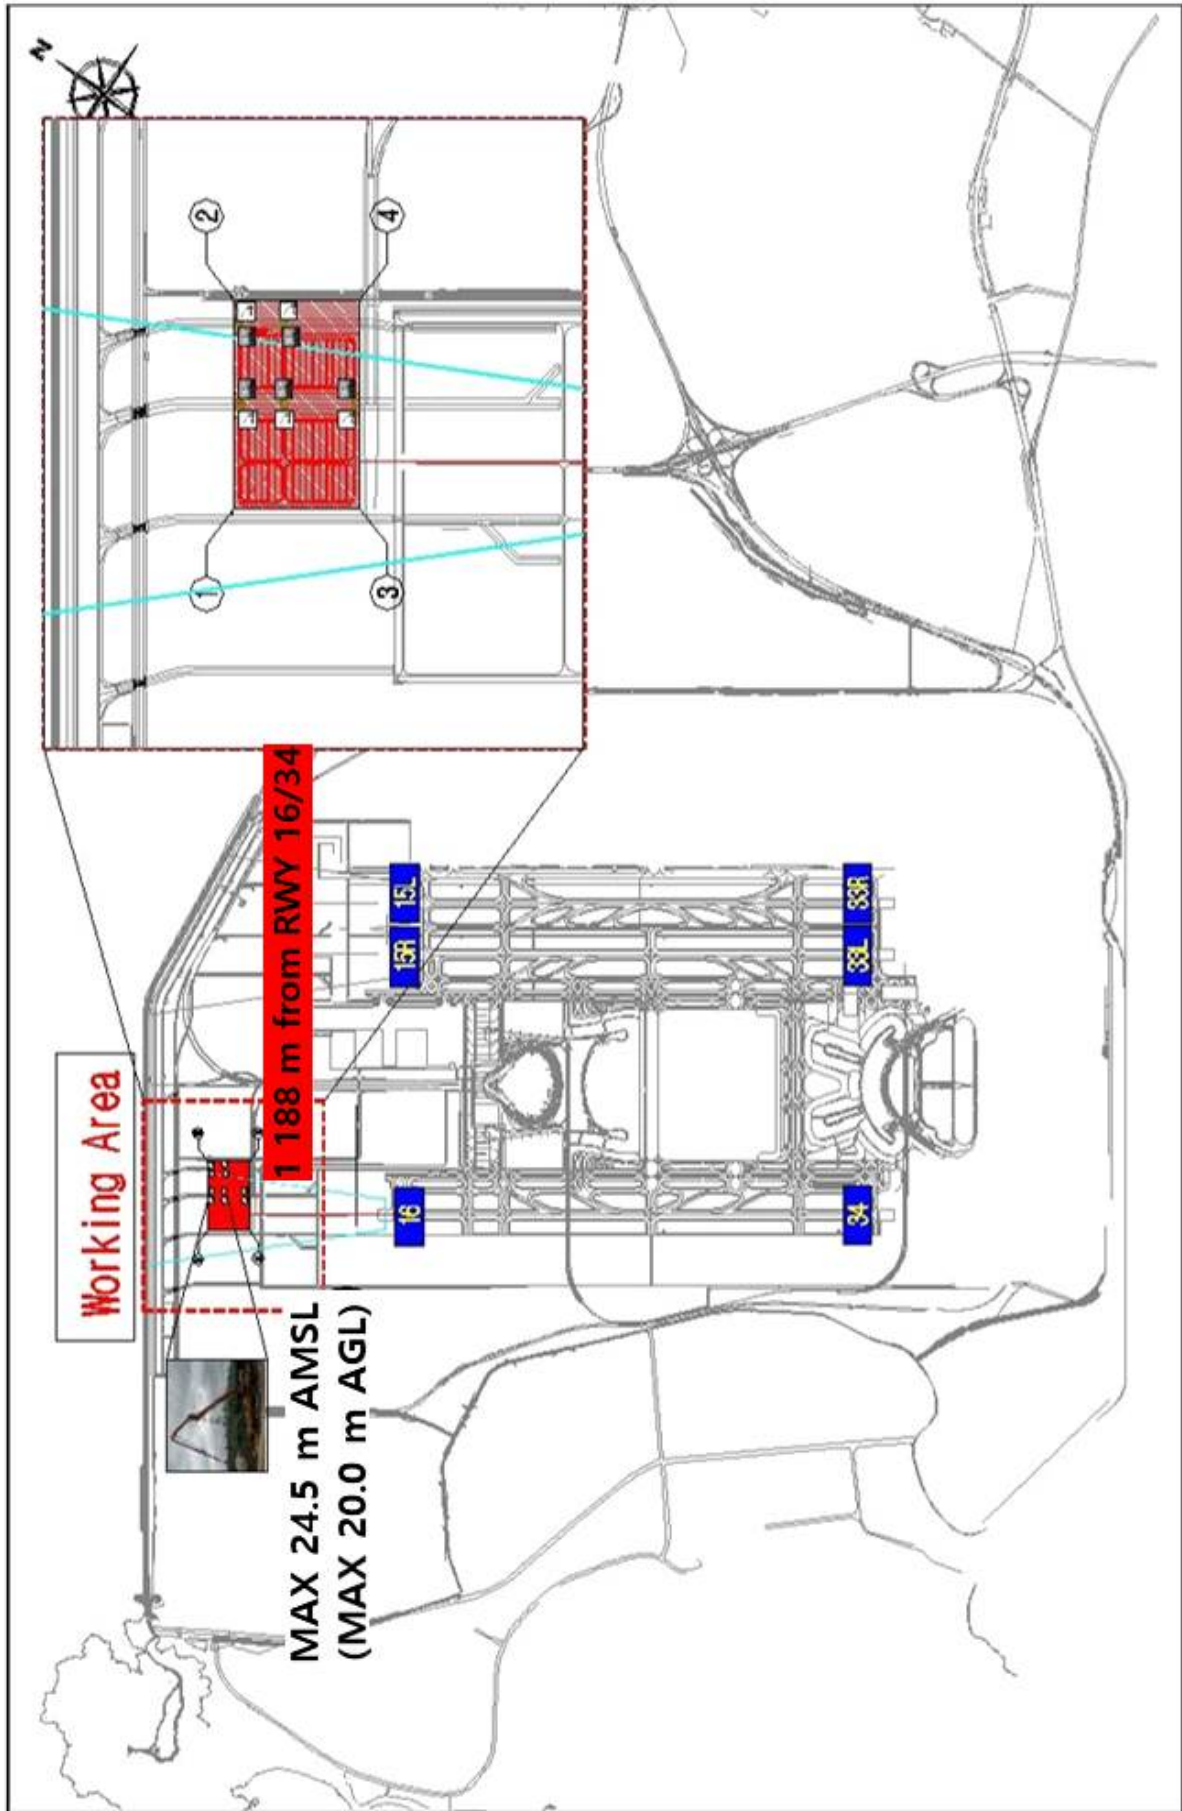 N
2
4
1
3
1 188 m from RWY 16/34
Working Area
15L
15R
33R
33L
16
34
MAX 24.5 m AMSL
(MAX 20.0 m AGL)